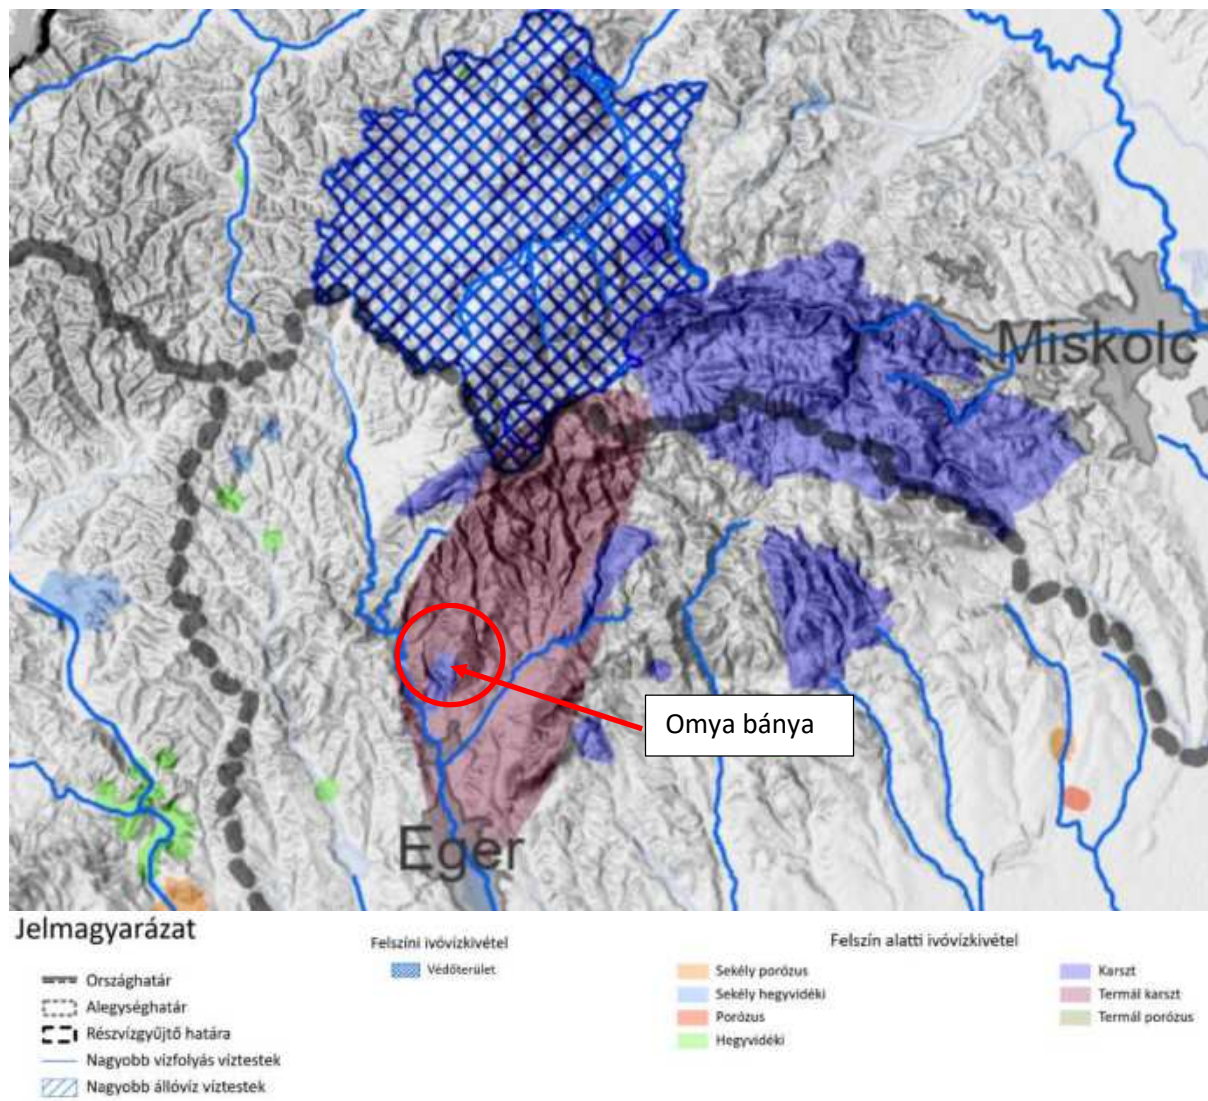 Miskolc
Omya bánya
Eger
Jelmagyarázat
Országhatár
Alegységhatár
Részvízgyűjtő határa
Nagyobb vízfolyás víztestek
Nagyobb állóvíz víztestek
Felszíni ivóvízkivétel
Védőterület
Felszín alatti ivóvízkivétel
Sekély porózus
Sekély hegyvidéki
Porózus
Hegyvidéki
Karszt
Termál karszt
Termál porózus